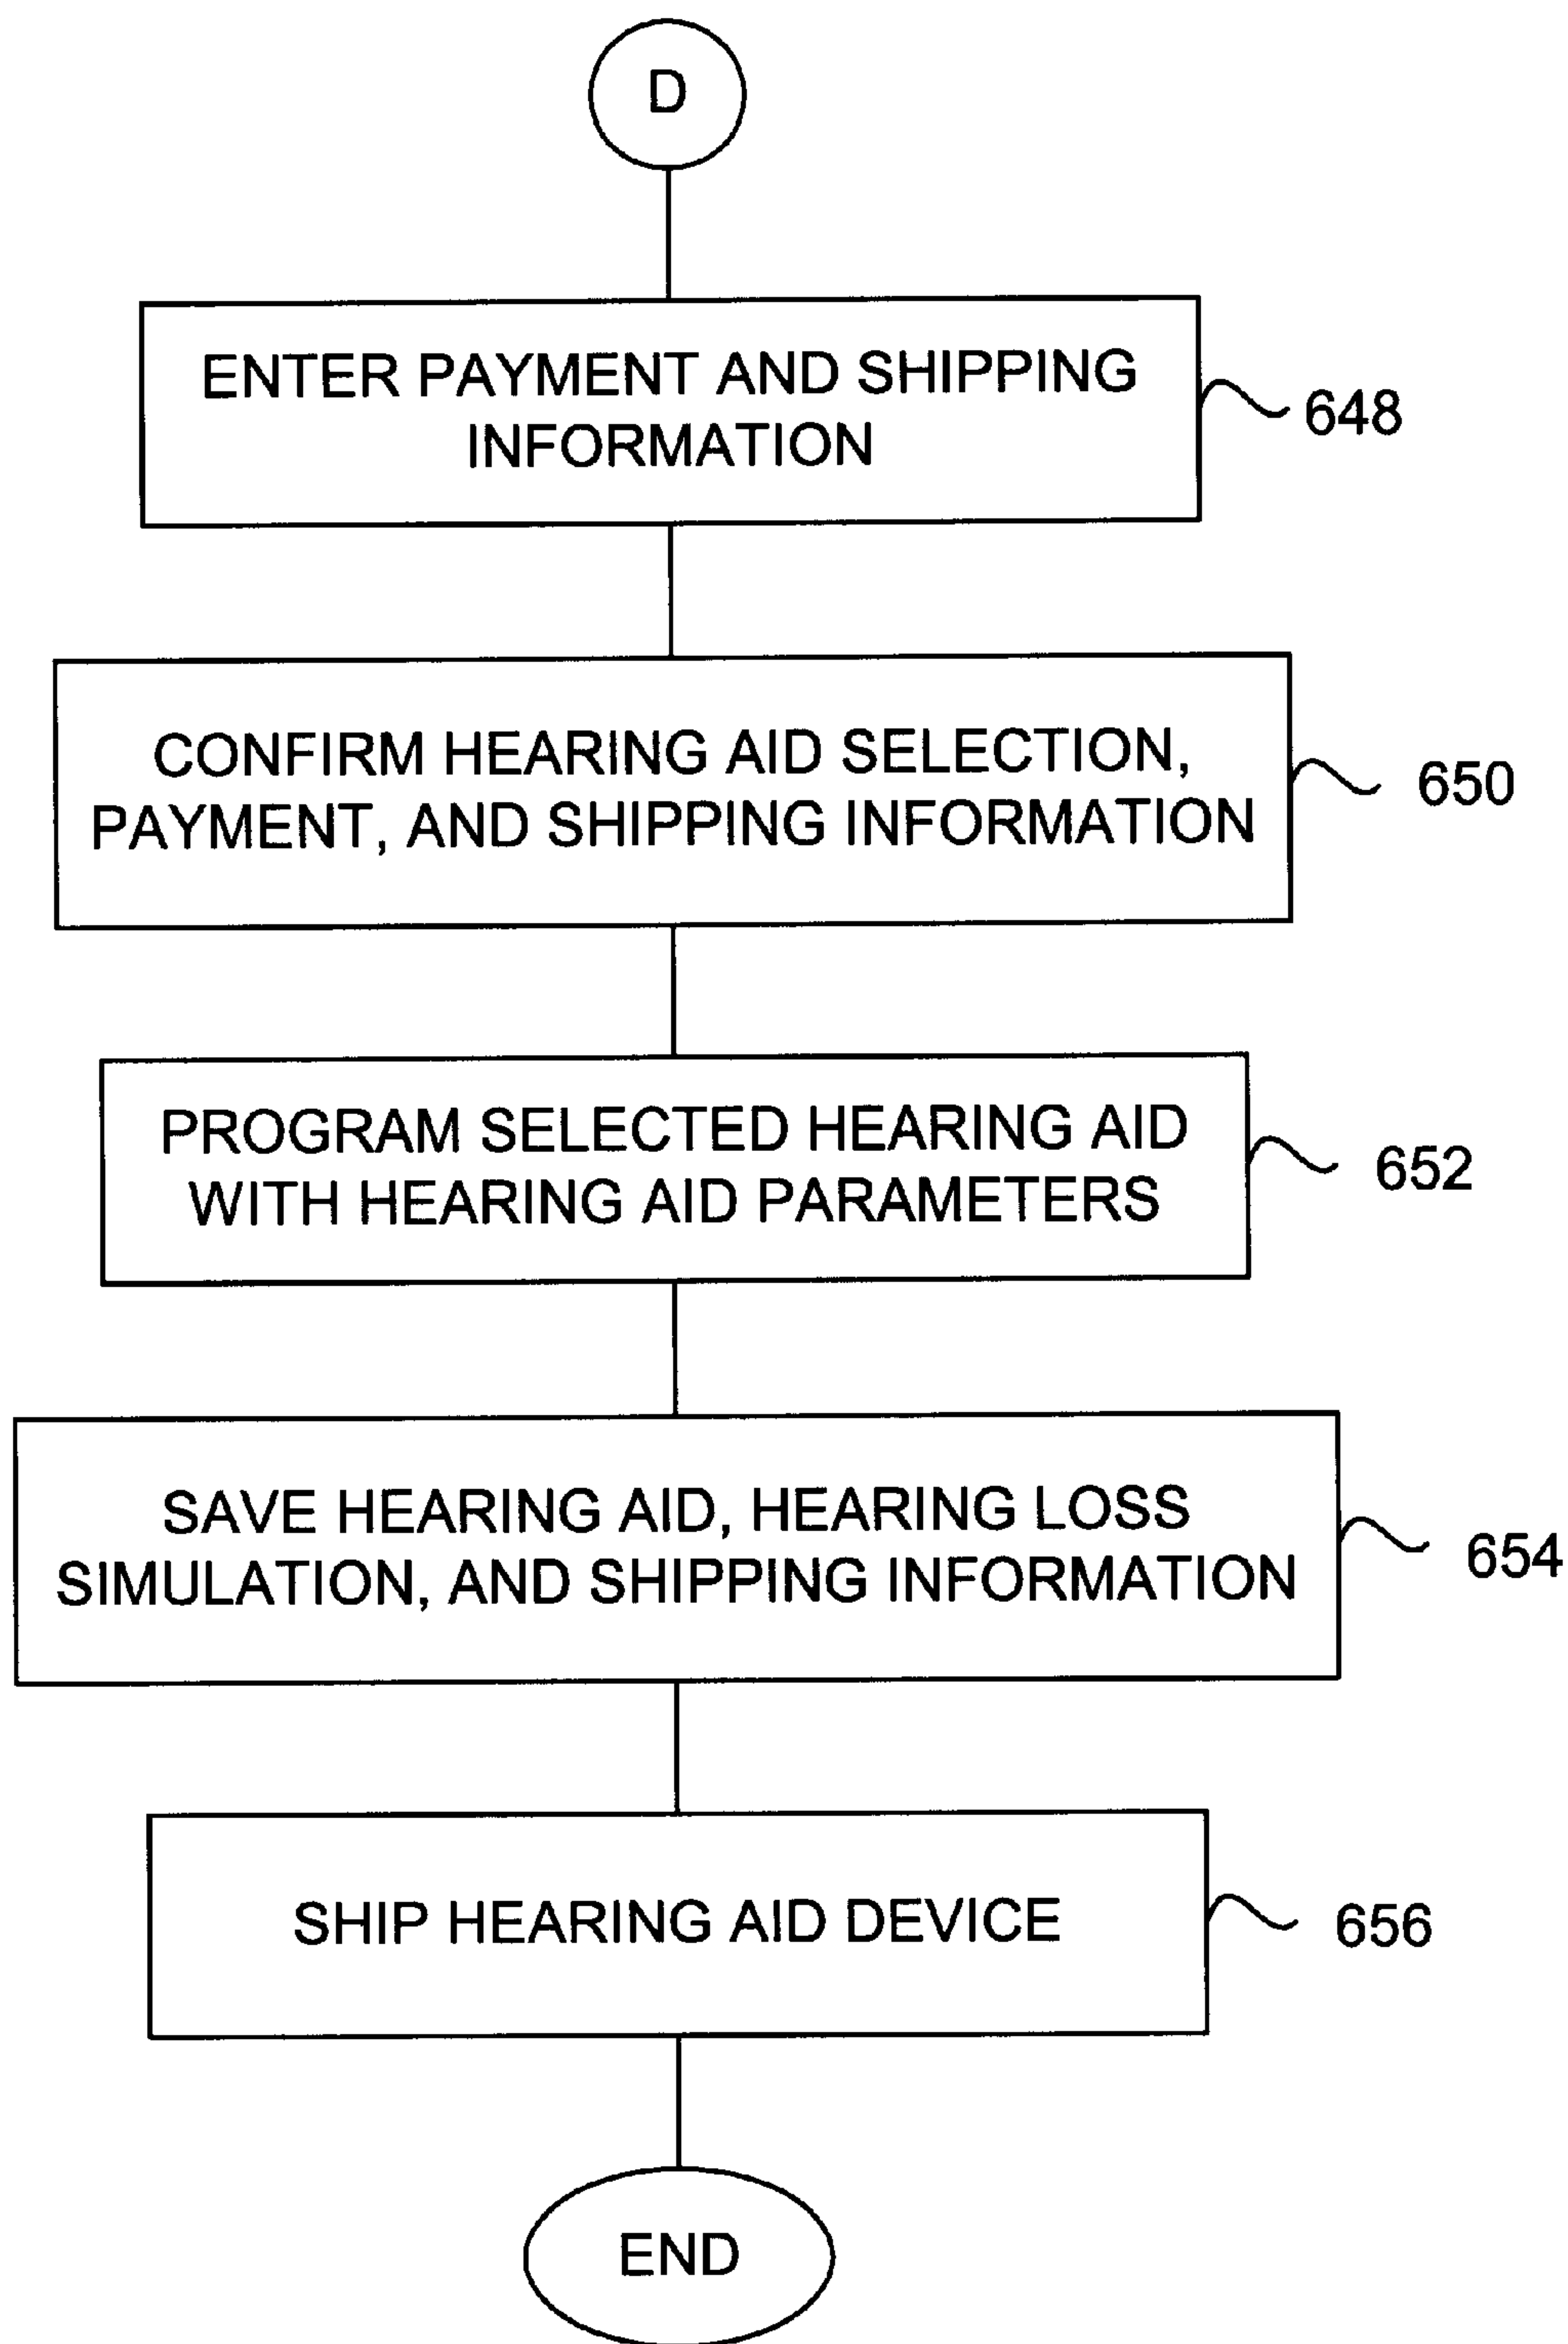 D
ENTER PAYMENT AND SHIPPING
INFORMATION
648
CONFIRM HEARING AID SELECTION,
PAYMENT, AND SHIPPING INFORMATION
650
PROGRAM SELECTED HEARING AID
WITH HEARING AID PARAMETERS
652
SAVE HEARING AID, HEARING LOSS
SIMULATION, AND SHIPPING INFORMATION
654
SHIP HEARING AID DEVICE
656
END